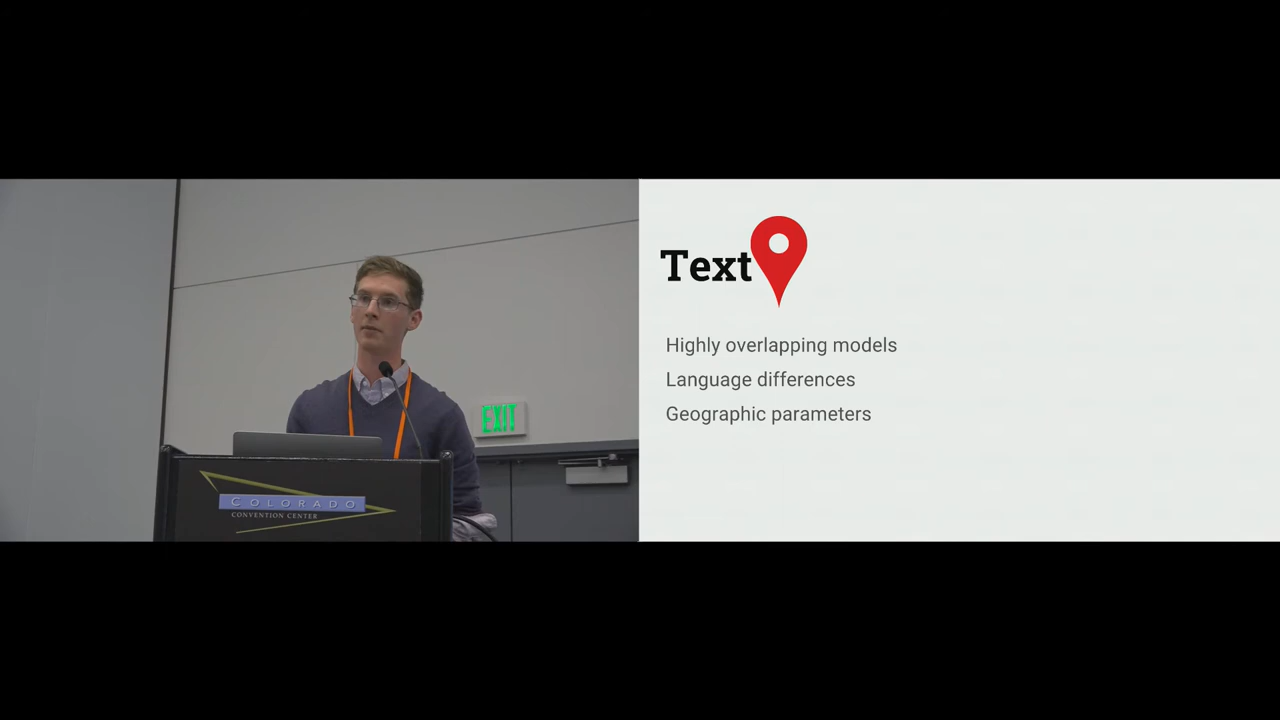 EXIT
COLORADO
CONVENTION CENTER
Text
Highly overlapping models
Language differences
Geographic parameters